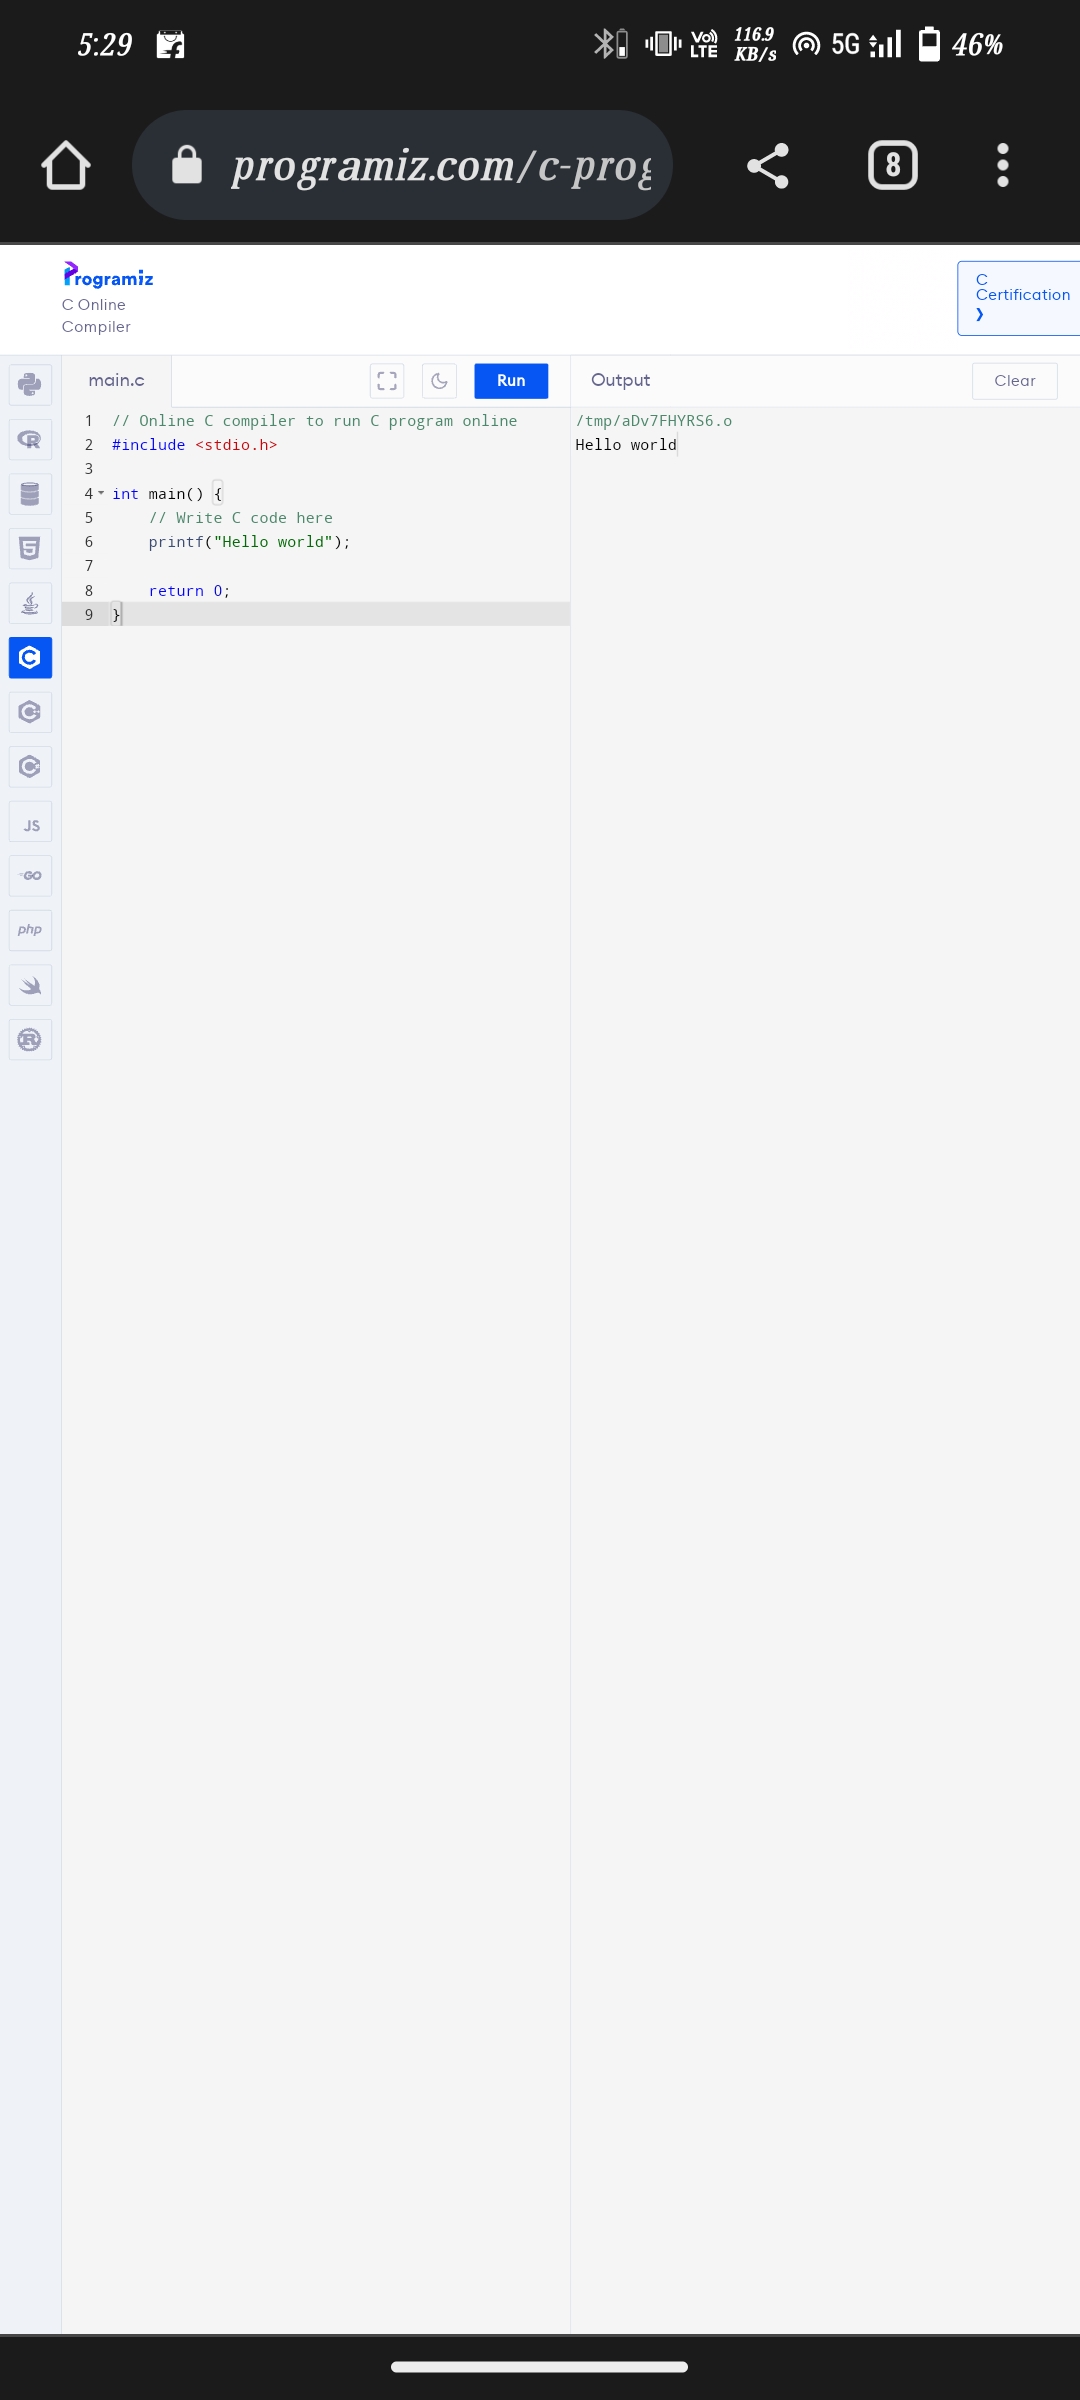 5:29
Vo)
LTE
116.9
KB/s
5G
46%
programiz.com/c-prog
8
Programiz
C Online
Compiler
C
Certification
❯
main.c
Run
Output
Clear
1 // Online C compiler to run C program online
2 #include <stdio.h>
3
4 int main() {
5     // Write C code here
6     printf("Hello world");
7
8     return 0;
9 }
/tmp/aDv7FHYRS6.o
Hello world
JS
GO
php